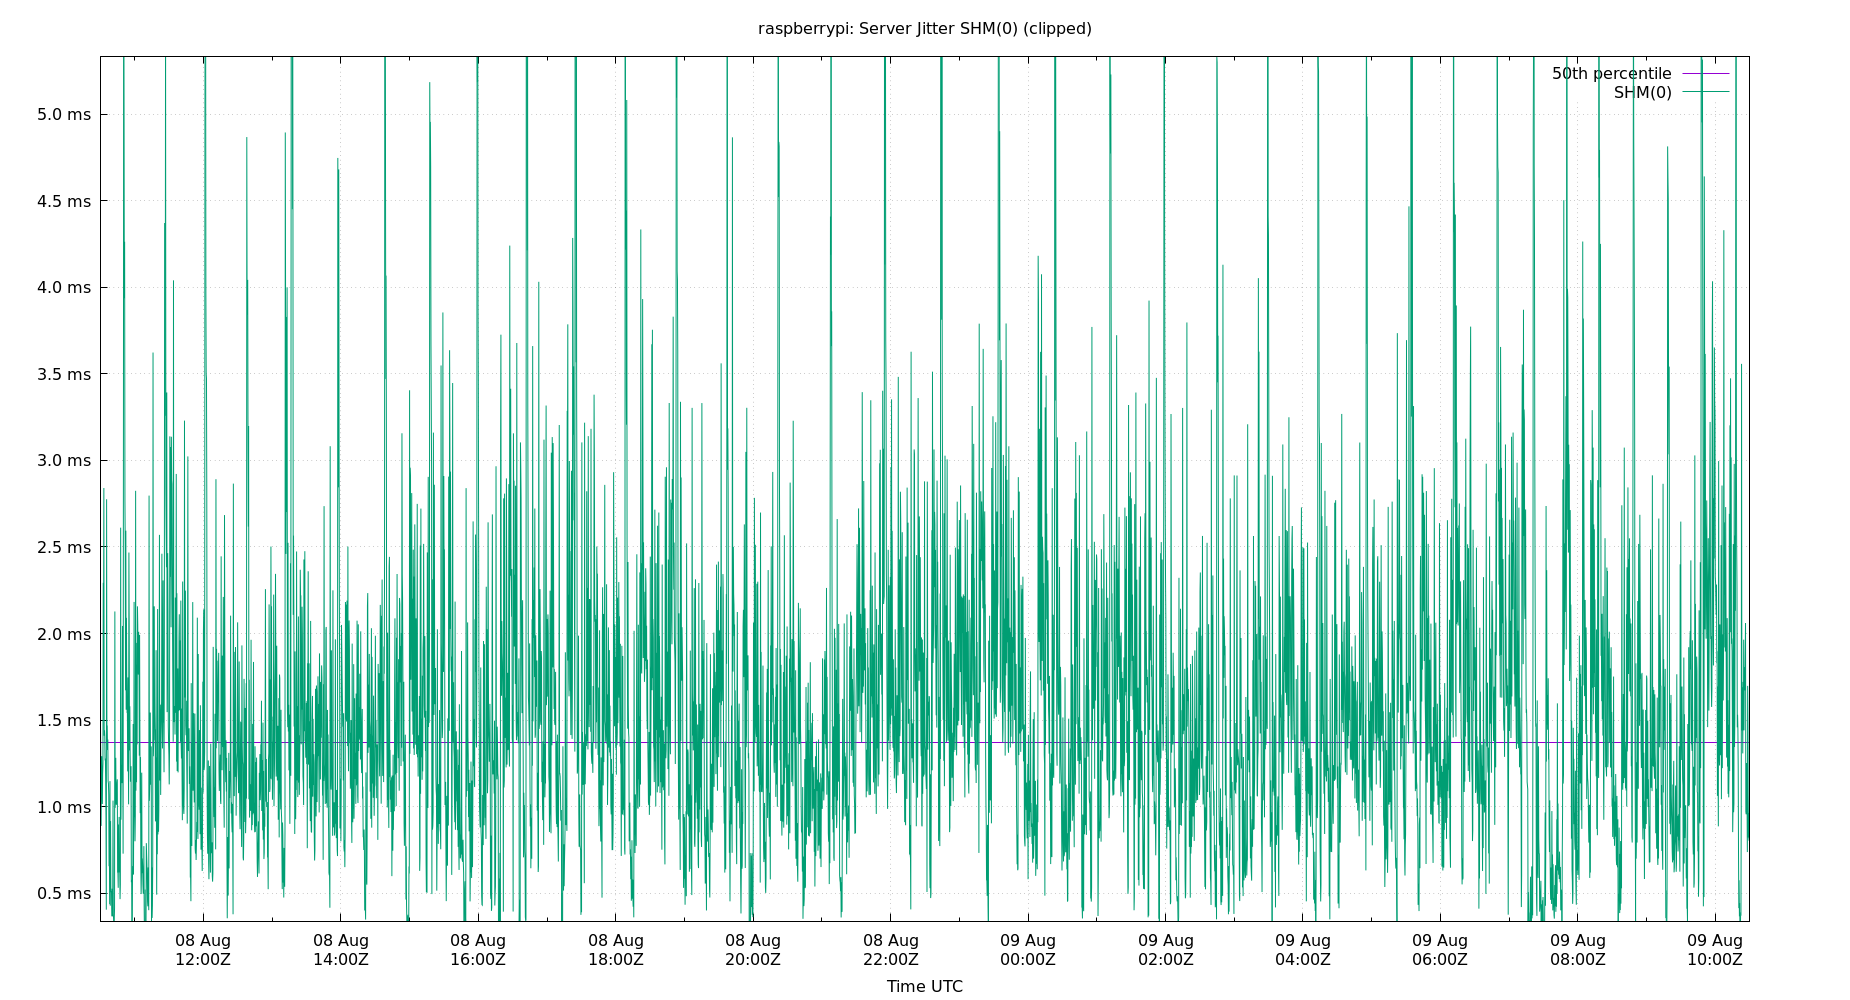 raspberrypi: Server Jitter SHM(0) (clipped)
50th percentile
SHM(0)
5.0 ms
4.5 ms
4.0 ms
3.5 ms
3.0 ms
2.5 ms
2.0 ms
1.5 ms
1.0 ms
0.5 ms
08 Aug 08 Aug 08 Aug 08 Aug 08 Aug 08 Aug 09 Aug 09 Aug 09 Aug 09 Aug 09 Aug 09 Aug
12:00Z 14:00Z 16:00Z 18:00Z 20:00Z 22:00Z 00:00Z 02:00Z 04:00Z 06:00Z 08:00Z 10:00Z
Time UTC